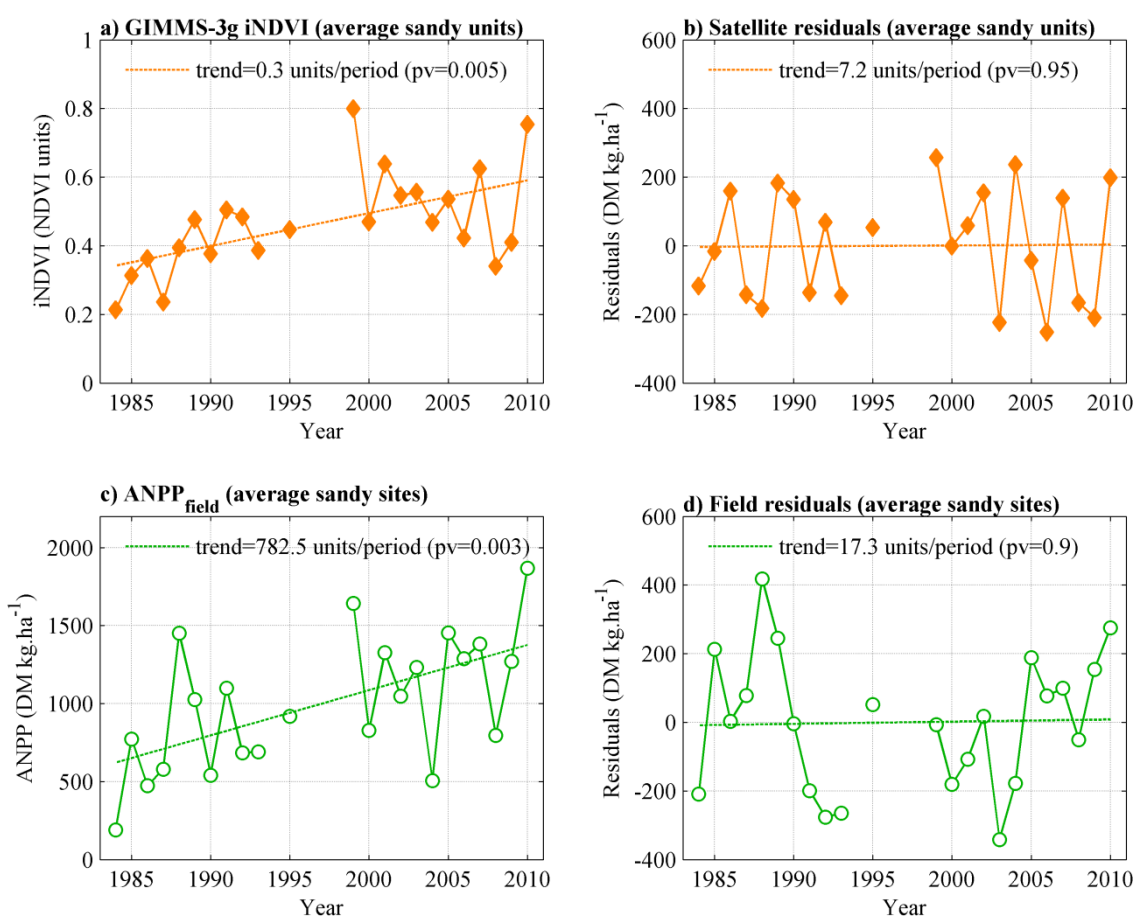 a) GIMMS-3g iNDVI (average sandy units)
trend=0.3 units/period (pv=0.005)
iNDVI (NDVI units)
1
0.8
0.6
0.4
0.2
0
1985 1990 1995 2000 2005 2010
Year
b) Satellite residuals (average sandy units)
trend=7.2 units/period (pv=0.95)
Residuals (DM kg.ha⁻¹)
600
400
200
0
-200
-400
1985 1990 1995 2000 2005 2010
Year
c) ANPP_field (average sandy sites)
trend=782.5 units/period (pv=0.003)
ANPP (DM kg.ha⁻¹)
2000
1500
1000
500
0
1985 1990 1995 2000 2005 2010
Year
d) Field residuals (average sandy sites)
trend=17.3 units/period (pv=0.9)
Residuals (DM kg.ha⁻¹)
600
400
200
0
-200
-400
1985 1990 1995 2000 2005 2010
Year